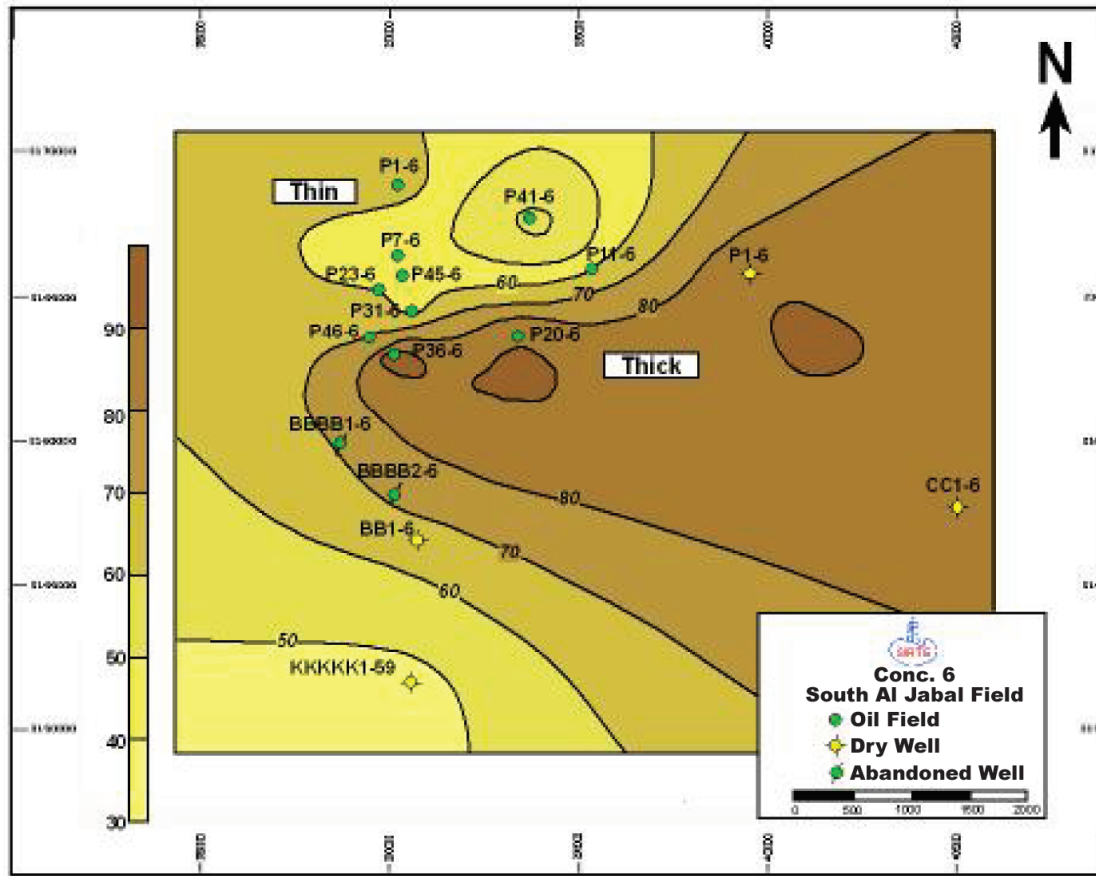 N
P1-6
Thin
P41-6
P7-6
P11-6
P1-6
P23-6
P45-6
60
70
80
P31-6
P46-6
P20-6
P36-6
Thick
90
80
70
60
50
40
30
BBBB1-6
BBBB2-6
80
CC1-6
BB1-6
70
60
50
KKKKK1-59
SIRTE
Conc. 6
South Al Jabal Field
Oil Field
Dry Well
Abandoned Well
0 500 1000 1500 2000